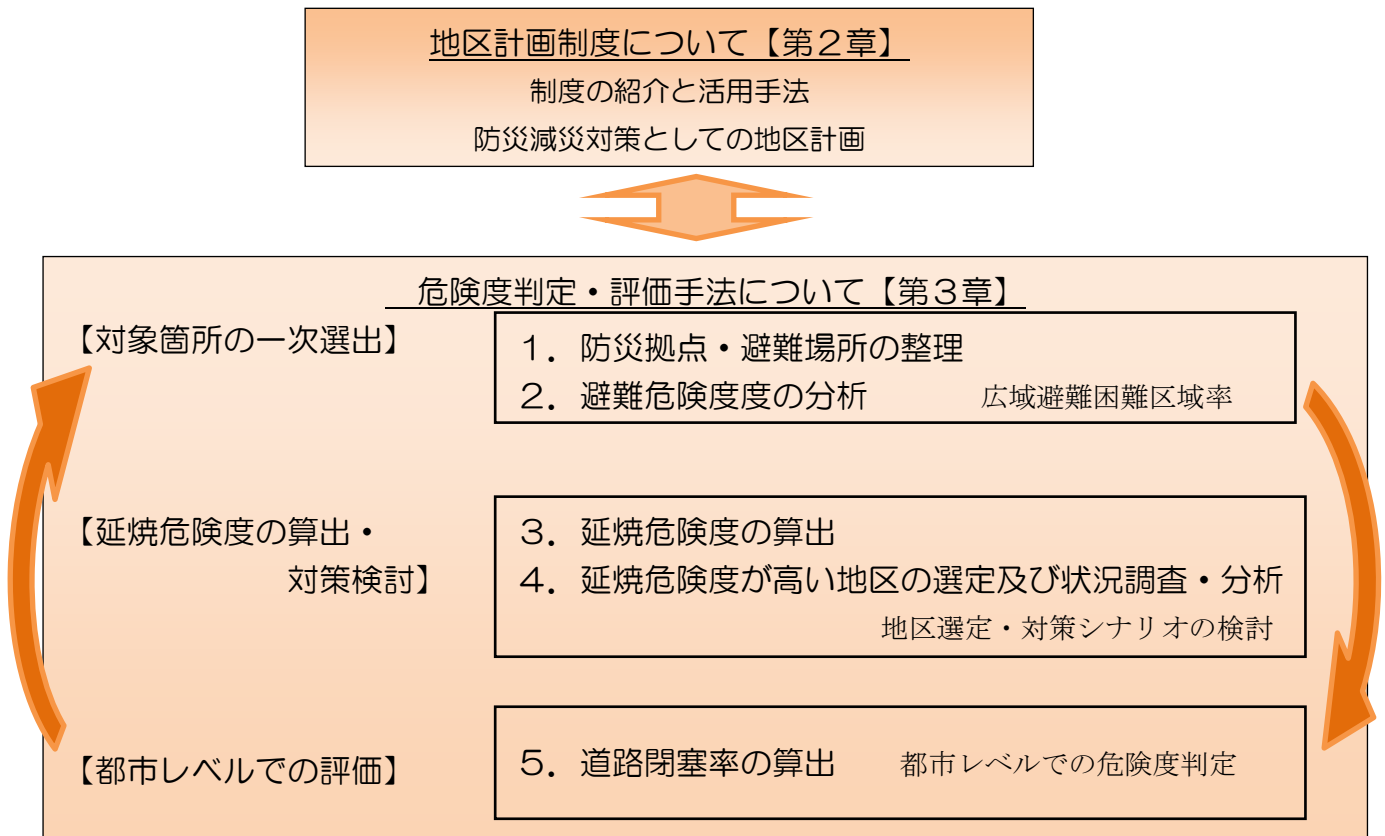 地区計画制度について【第２章】
制度の紹介と活用手法
防災減災対策としての地区計画
危険度判定・評価手法について【第３章】
【対象箇所の一次選出】
１．防災拠点・避難場所の整理
２．避難危険度度の分析　広域避難困難区域率
【延焼危険度の算出・
対策検討】
３．延焼危険度の算出
４．延焼危険度が高い地区の選定及び状況調査・分析
地区選定・対策シナリオの検討
【都市レベルでの評価】
５．道路閉塞率の算出　都市レベルでの危険度判定